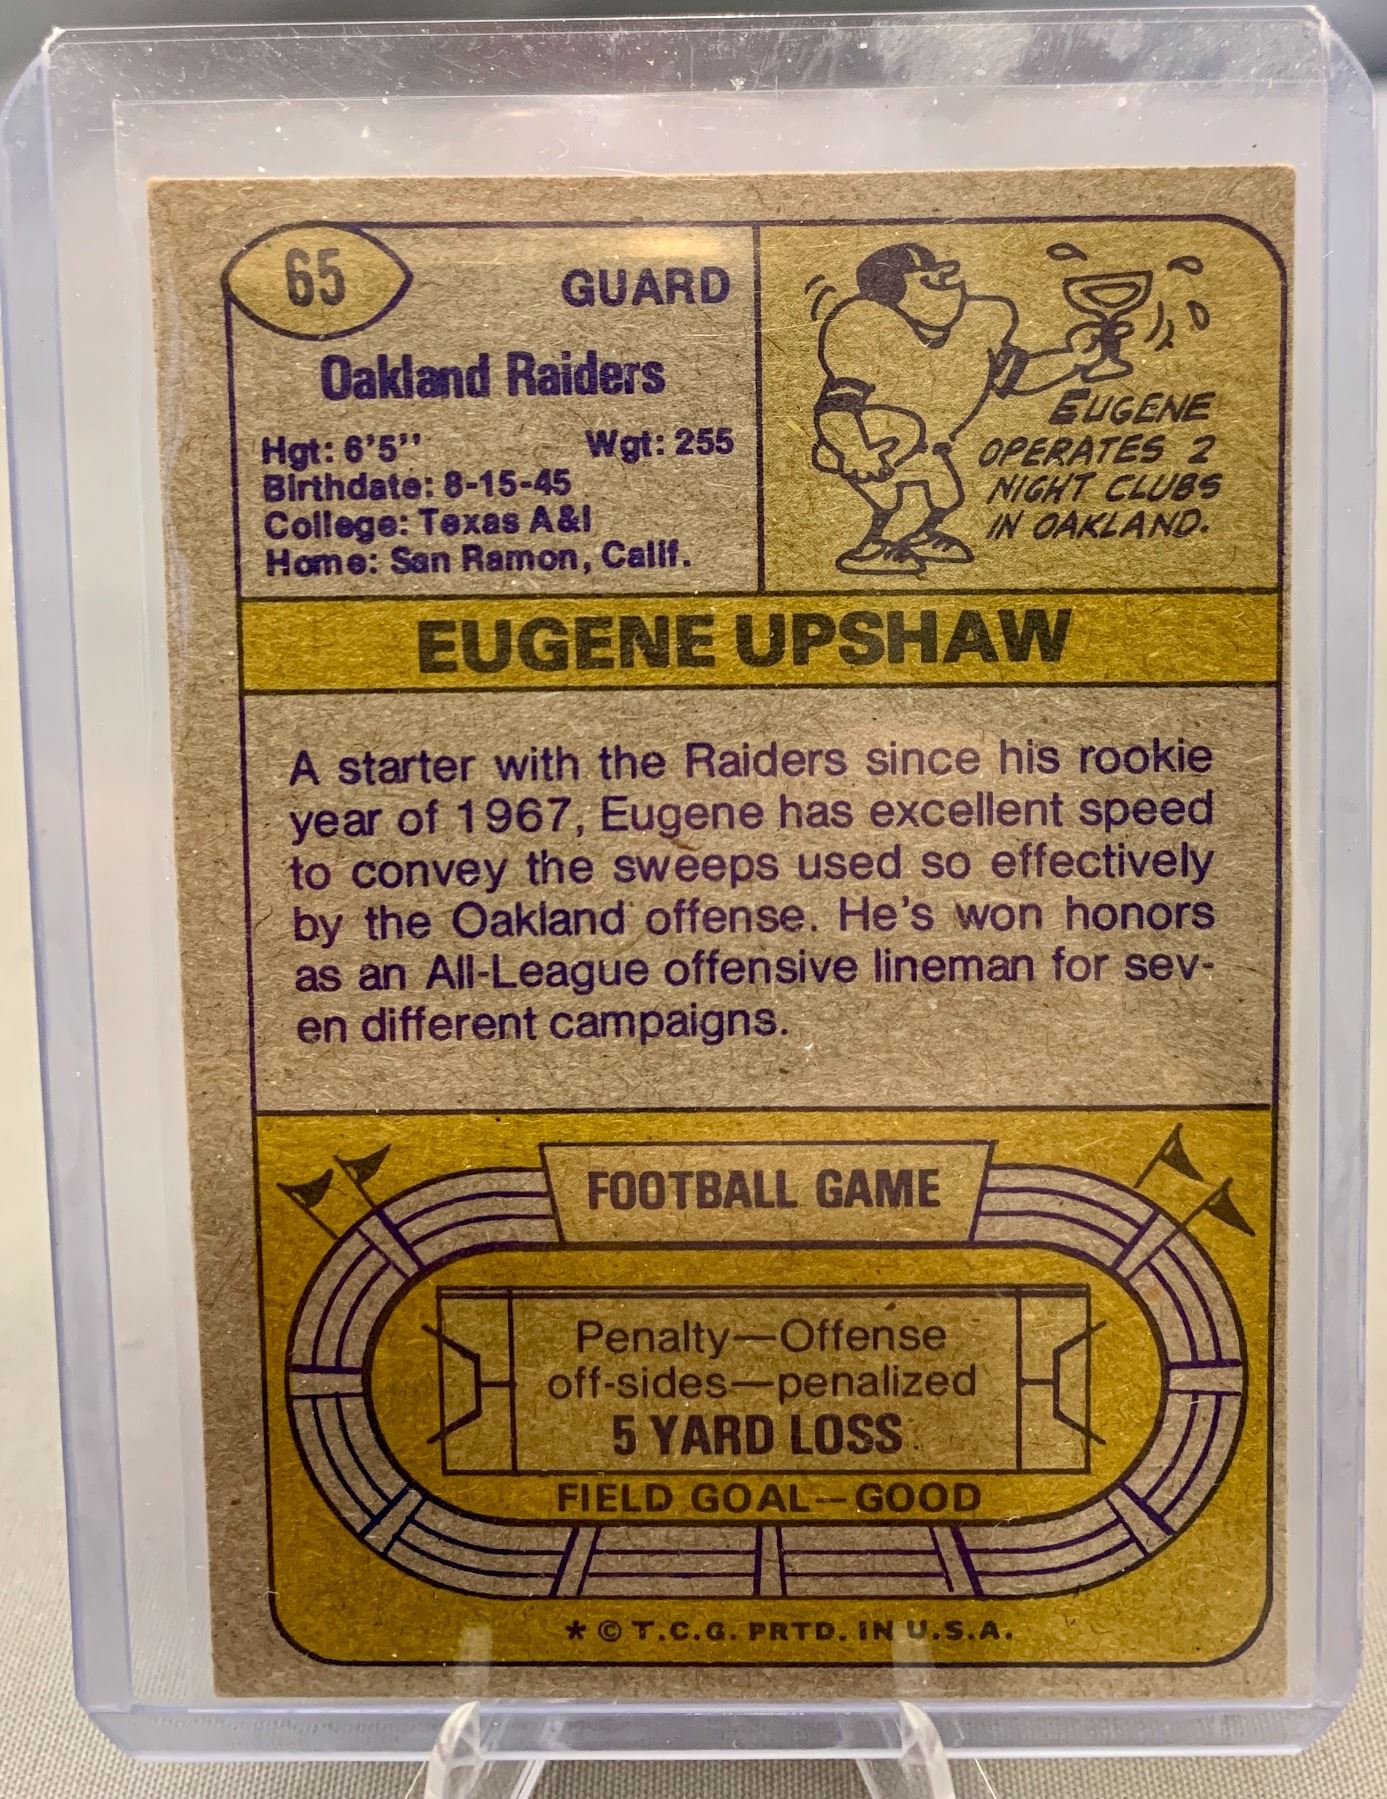 65
GUARD
Oakland Raiders
Hgt: 6'5'' Wgt: 255
Birthdate: 8-15-45
College: Texas A&I
Home: San Ramon, Calif.
EUGENE
OPERATES 2
NIGHT CLUBS
IN OAKLAND.
EUGENE UPSHAW
A starter with the Raiders since his rookie
year of 1967, Eugene has excellent speed
to convey the sweeps used so effectively
by the Oakland offense. He's won honors
as an All-League offensive lineman for sev-
en different campaigns.
FOOTBALL GAME
Penalty—Offense
off-sides—penalized
5 YARD LOSS
FIELD GOAL—GOOD
* © T.C.G. PRTD. IN U.S.A.